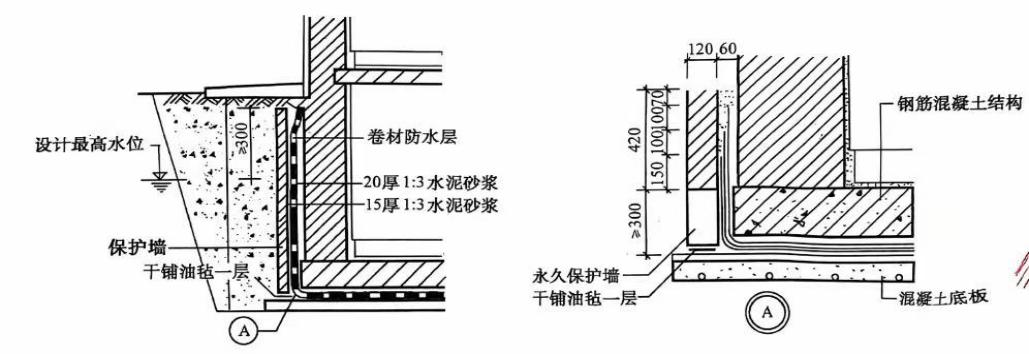 设计最高水位
≥300
卷材防水层
20厚1:3水泥砂浆
15厚1:3水泥砂浆
保护墙
干铺油毡一层
A
120 60
420
70
100
100
150
≥300
钢筋混凝土结构
永久保护墙
干铺油毡一层
混凝土底板
A